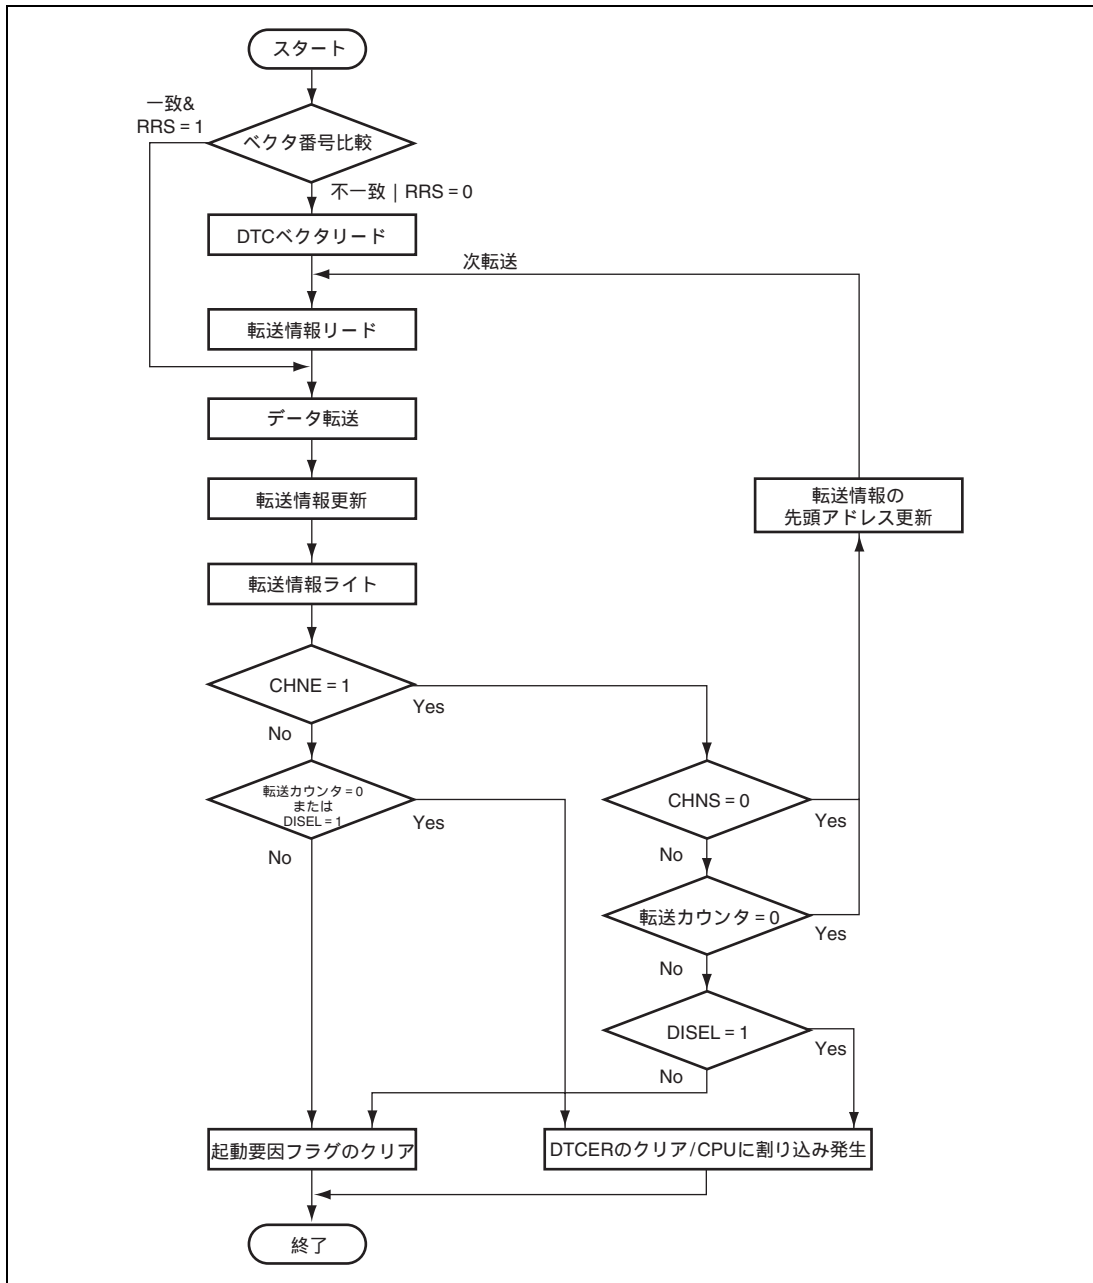 スタート
一致&
RRS = 1
ベクタ番号比較
不一致 | RRS = 0
DTCベクタリード
次転送
転送情報リード
データ転送
転送情報更新
転送情報の
先頭アドレス更新
転送情報ライト
CHNE = 1
Yes
No
転送カウンタ = 0
または
DISEL = 1
Yes
No
CHNS = 0
Yes
No
転送カウンタ = 0
Yes
No
DISEL = 1
Yes
No
起動要因フラグのクリア
DTCERのクリア/CPUに割り込み発生
終了